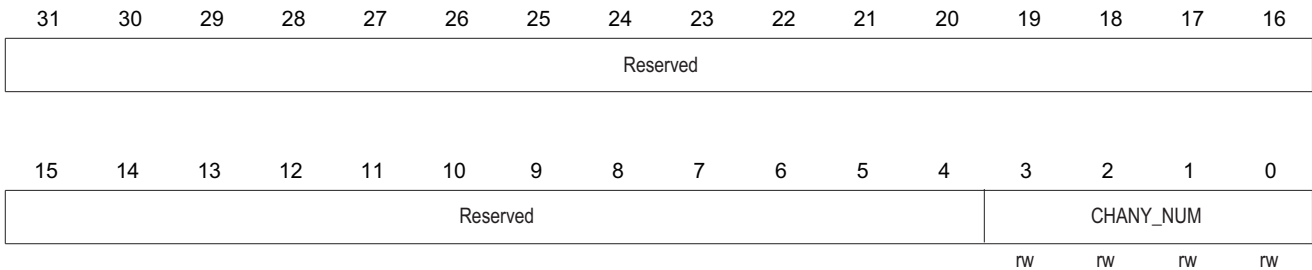 31 30 29 28 27 26 25 24 23 22 21 20 19 18 17 16
Reserved
15 14 13 12 11 10 9 8 7 6 5 4 3 2 1 0
Reserved CHANY_NUM
rw rw rw rw